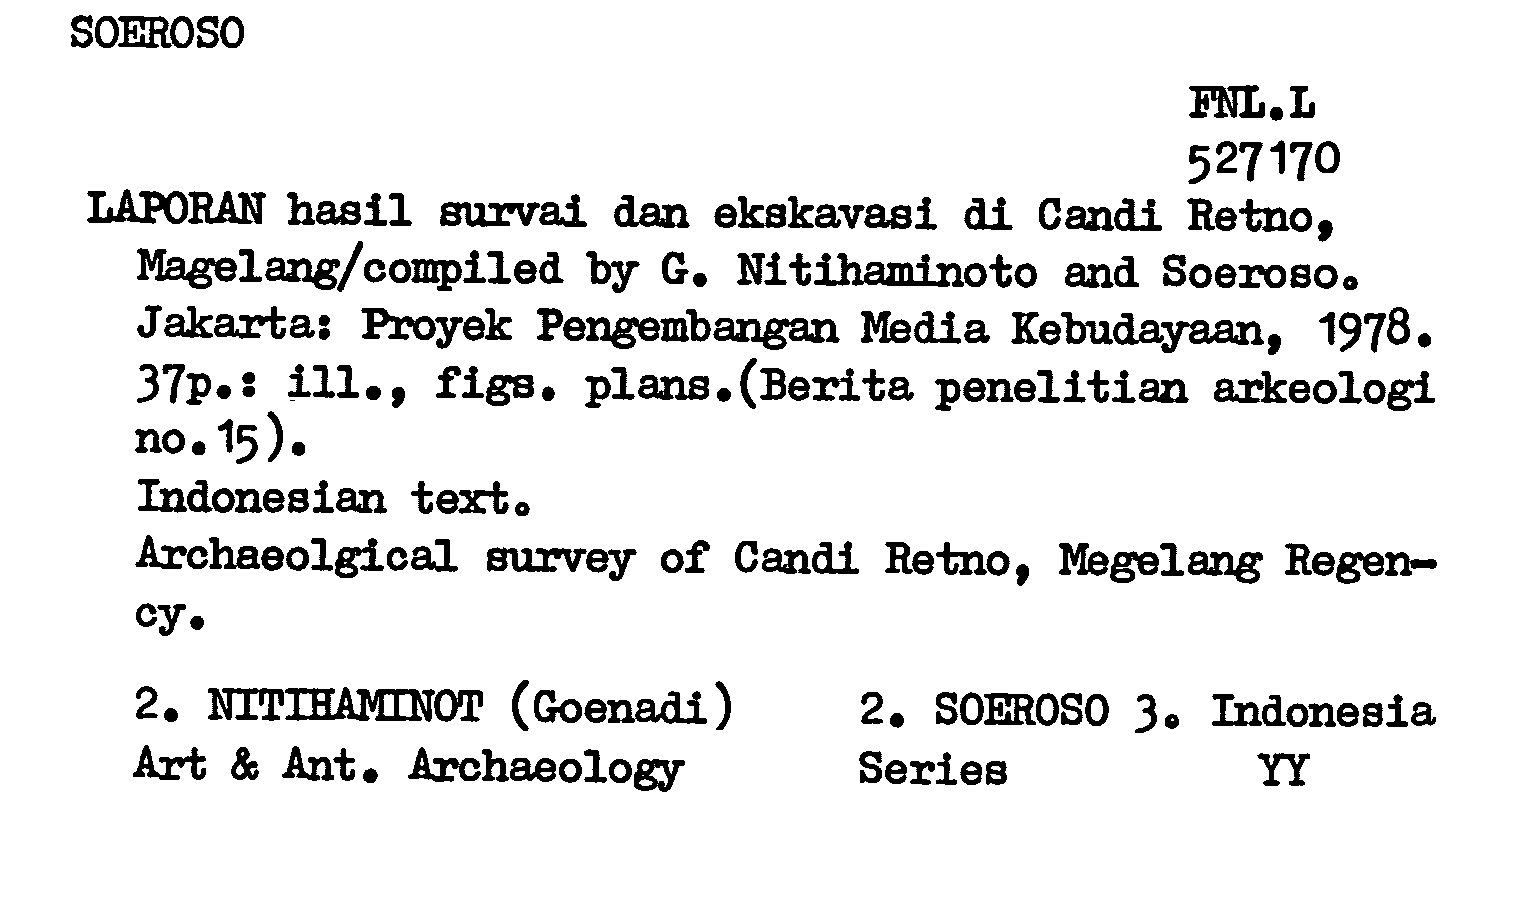 SOEROSO
FNL.L
527170
LAPORAN hasil survai dan ekskavasi di Candi Retno,
Magelang/compiled by G. Nitihaminoto and Soeroso.
Jakarta: Proyek Pengembangan Media Kebudayaan, 1978.
37p.: ill., figs. plans.(Berita penelitian arkeologi
no.15).
Indonesian text.
Archaeolgical survey of Candi Retno, Megelang Regen-
cy.
2. NITIHAMINOT (Goenadi) 2. SOEROSO 3. Indonesia
Art & Ant. Archaeology Series YY